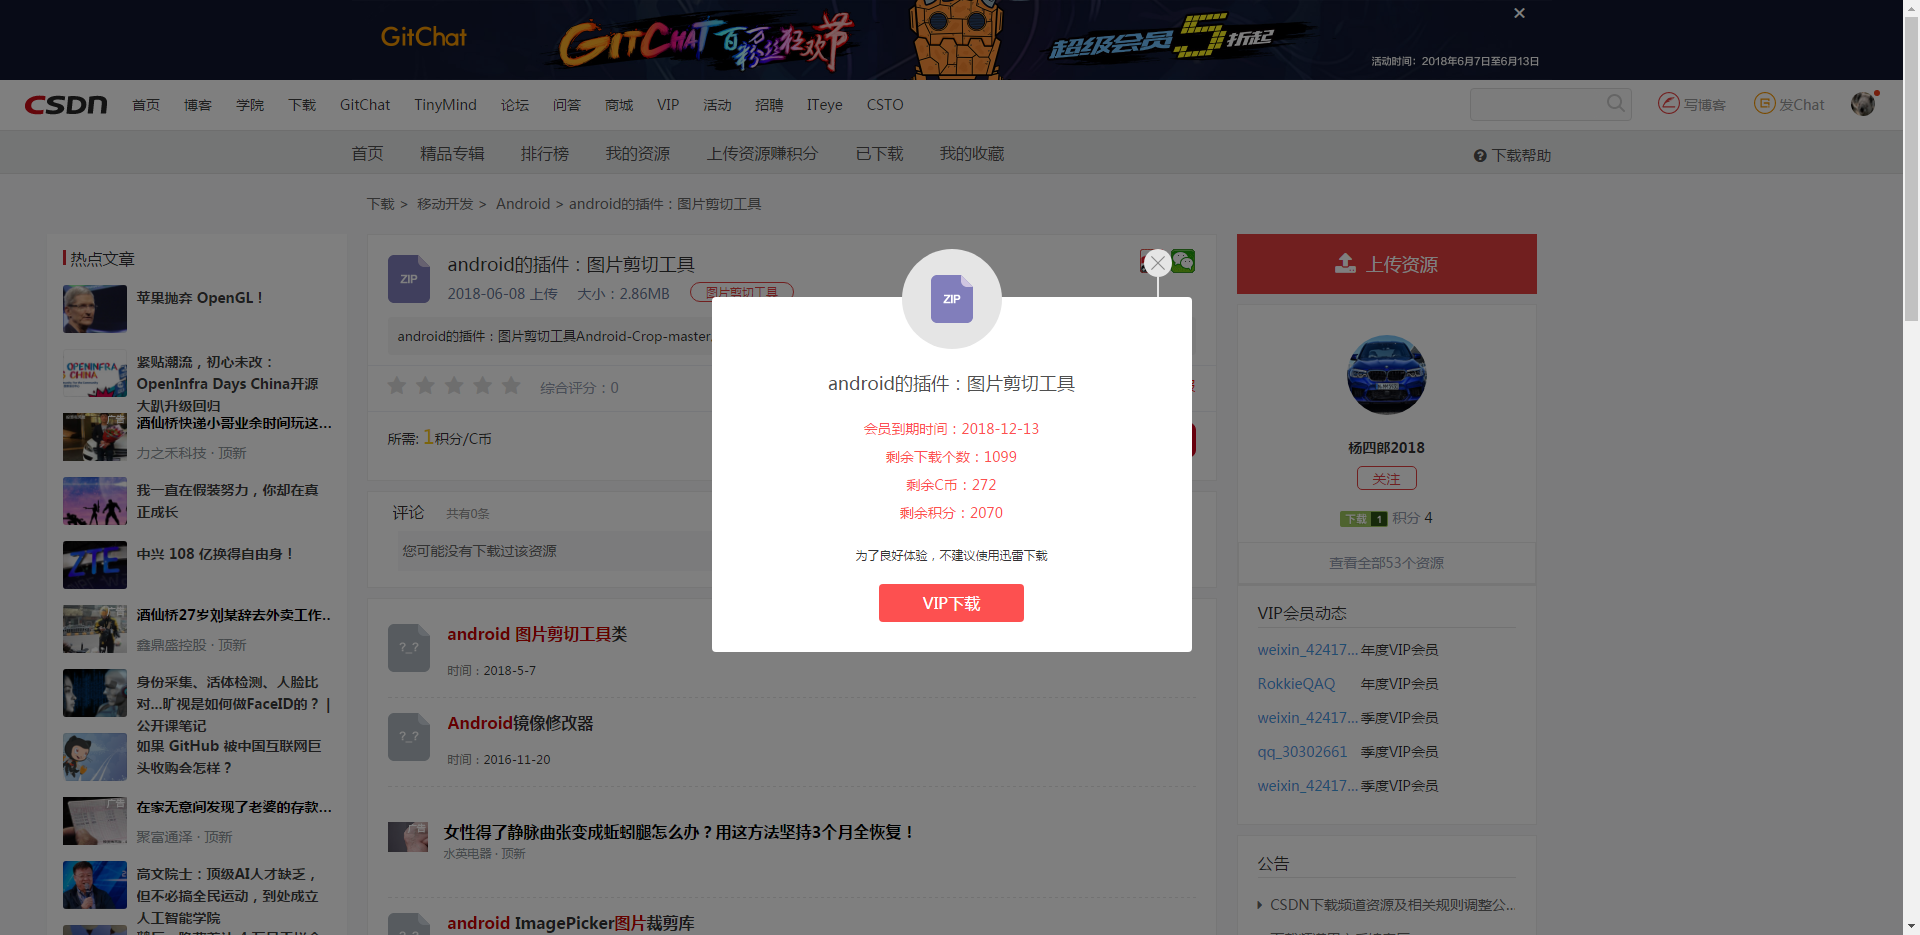 GitChat
GITCHAT百万粉丝狂欢节
超级会员5折起
活动时间：2018年6月7日至6月13日
CSDN 首页 博客 学院 下载 GitChat TinyMind 论坛 问答 商城 VIP 活动 招聘 ITeye CSTO
写博客 发Chat
首页 精品专辑 排行榜 我的资源 上传资源赚积分 已下载 我的收藏
下载帮助
下载 > 移动开发 > Android > android的插件：图片剪切工具
热点文章
苹果抛弃 OpenGL！
紧贴潮流，初心未改：
OpenInfra Days China开源
大趴升级回归
OPENINFRA
CHINA
广告
酒仙桥快递小哥业余时间玩这...
力之禾科技 · 顶新
我一直在假装努力，你却在真
正成长
ZTE
中兴 108 亿换得自由身！
广告
酒仙桥27岁刘某辞去外卖工作..
鑫鼎盛控股 · 顶新
身份采集、活体检测、人脸比
对...旷视是如何做FaceID的？ |
公开课笔记
如果 GitHub 被中国互联网巨
头收购会怎样？
广告
在家无意间发现了老婆的存款...
聚富通泽 · 顶新
高文院士：顶级AI人才缺乏，
但不必搞全民运动，到处成立
人工智能学院
ZIP
android的插件：图片剪切工具
2018-06-08 上传 大小：2.86MB 图片剪切工具
android的插件：图片剪切工具Android-Crop-master
综合评分：0
所需: 1积分/C币
评论 共有0条
您可能没有下载过该资源
?_?
android 图片剪切工具类
时间：2018-5-7
?_?
Android镜像修改器
时间：2016-11-20
广告
女性得了静脉曲张变成蚯蚓腿怎么办？用这方法坚持3个月全恢复！
水英电器 · 顶新
?_?
android ImagePicker图片裁剪库
ZIP
android的插件：图片剪切工具
会员到期时间：2018-12-13
剩余下载个数：1099
剩余C币：272
剩余积分：2070
为了良好体验，不建议使用迅雷下载
VIP下载
上传资源
杨四郎2018
关注
下载 1 积分 4
查看全部53个资源
VIP会员动态
weixin_42417... 年度VIP会员
RokkieQAQ 年度VIP会员
weixin_42417... 季度VIP会员
qq_30302661 季度VIP会员
weixin_42417... 季度VIP会员
公告
CSDN下载频道资源及相关规则调整公...